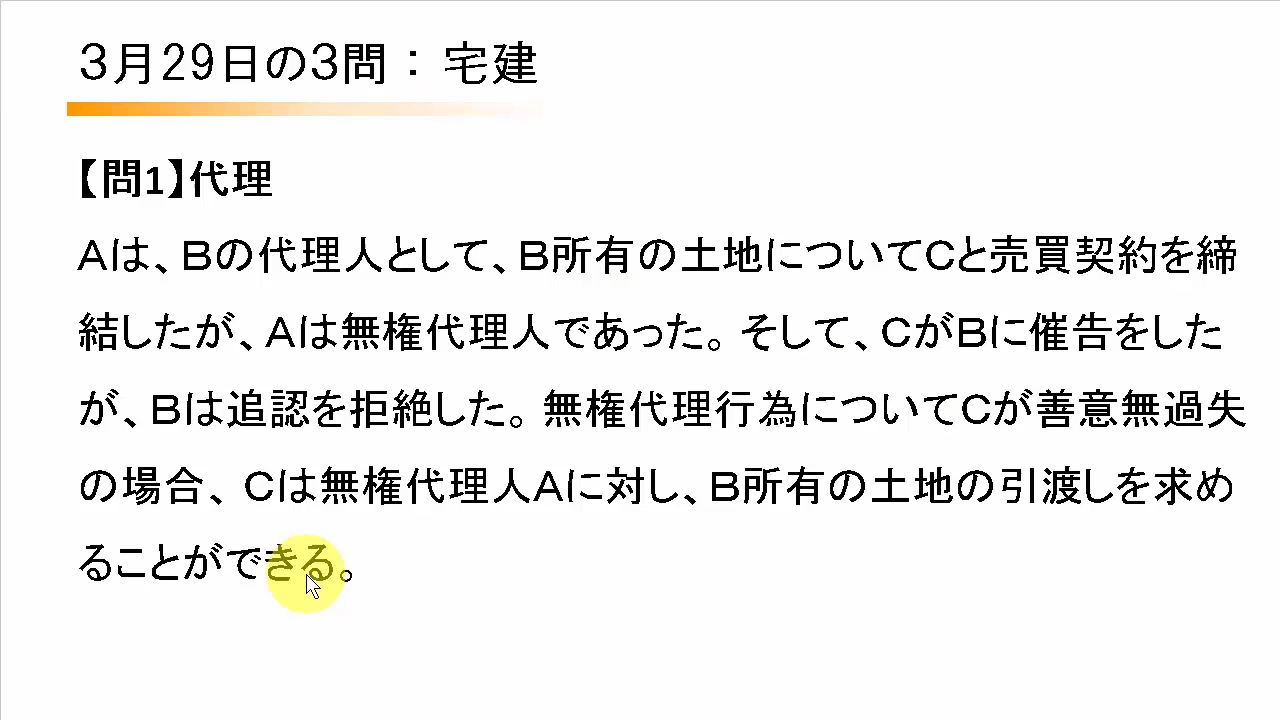 ３月29日の３問：宅建
【問1】代理
Ａは、Ｂの代理人として、Ｂ所有の土地についてＣと売買契約を締
結したが、Ａは無権代理人であった。そして、ＣがＢに催告をした
が、Ｂは追認を拒絶した。無権代理行為についてＣが善意無過失
の場合、Ｃは無権代理人Ａに対し、Ｂ所有の土地の引渡しを求め
ることができる。